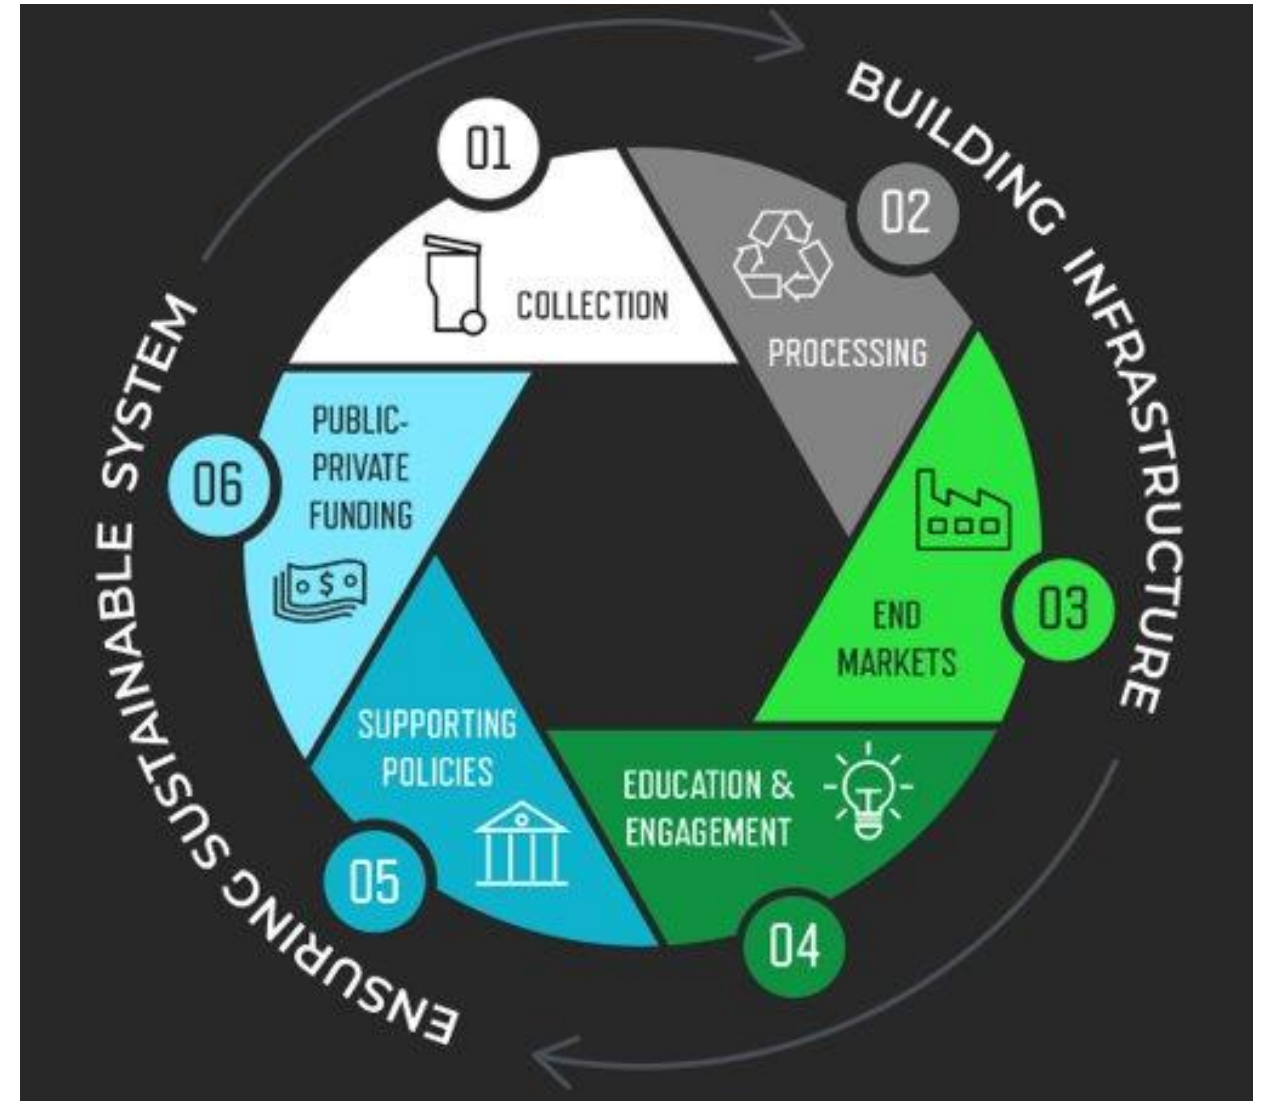 BUILDING INFRASTRUCTURE
01
COLLECTION
02
PROCESSING
03
END
MARKETS
04
EDUCATION &
ENGAGEMENT
05
SUPPORTING
POLICIES
06
PUBLIC-
PRIVATE
FUNDING
$
ENSURING SUSTAINABLE SYSTEM